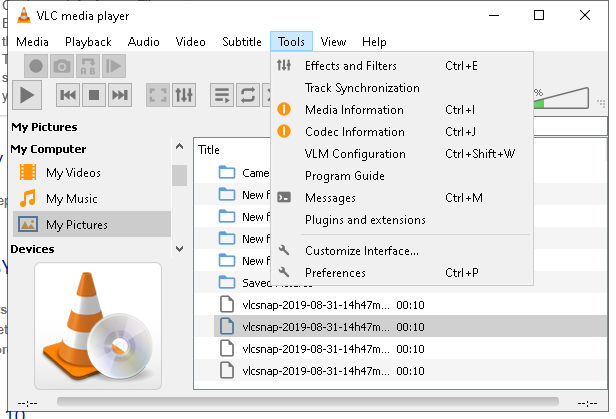 VLC media player
Media Playback Audio Video Subtitle Tools View Help
Effects and Filters Ctrl+E
Track Synchronization
Media Information Ctrl+I
Codec Information Ctrl+J
VLM Configuration Ctrl+Shift+W
Program Guide
Messages Ctrl+M
Plugins and extensions
Customize Interface...
Preferences Ctrl+P
%
My Pictures
My Computer
My Videos
My Music
My Pictures
Devices
Title
Came
New f
New f
New f
New f
Saved Pictures
vlcsnap-2019-08-31-14h47m... 00:10
vlcsnap-2019-08-31-14h47m... 00:10
vlcsnap-2019-08-31-14h47m... 00:10
vlcsnap-2019-08-31-14h47m... 00:10
--:-- --:--
10